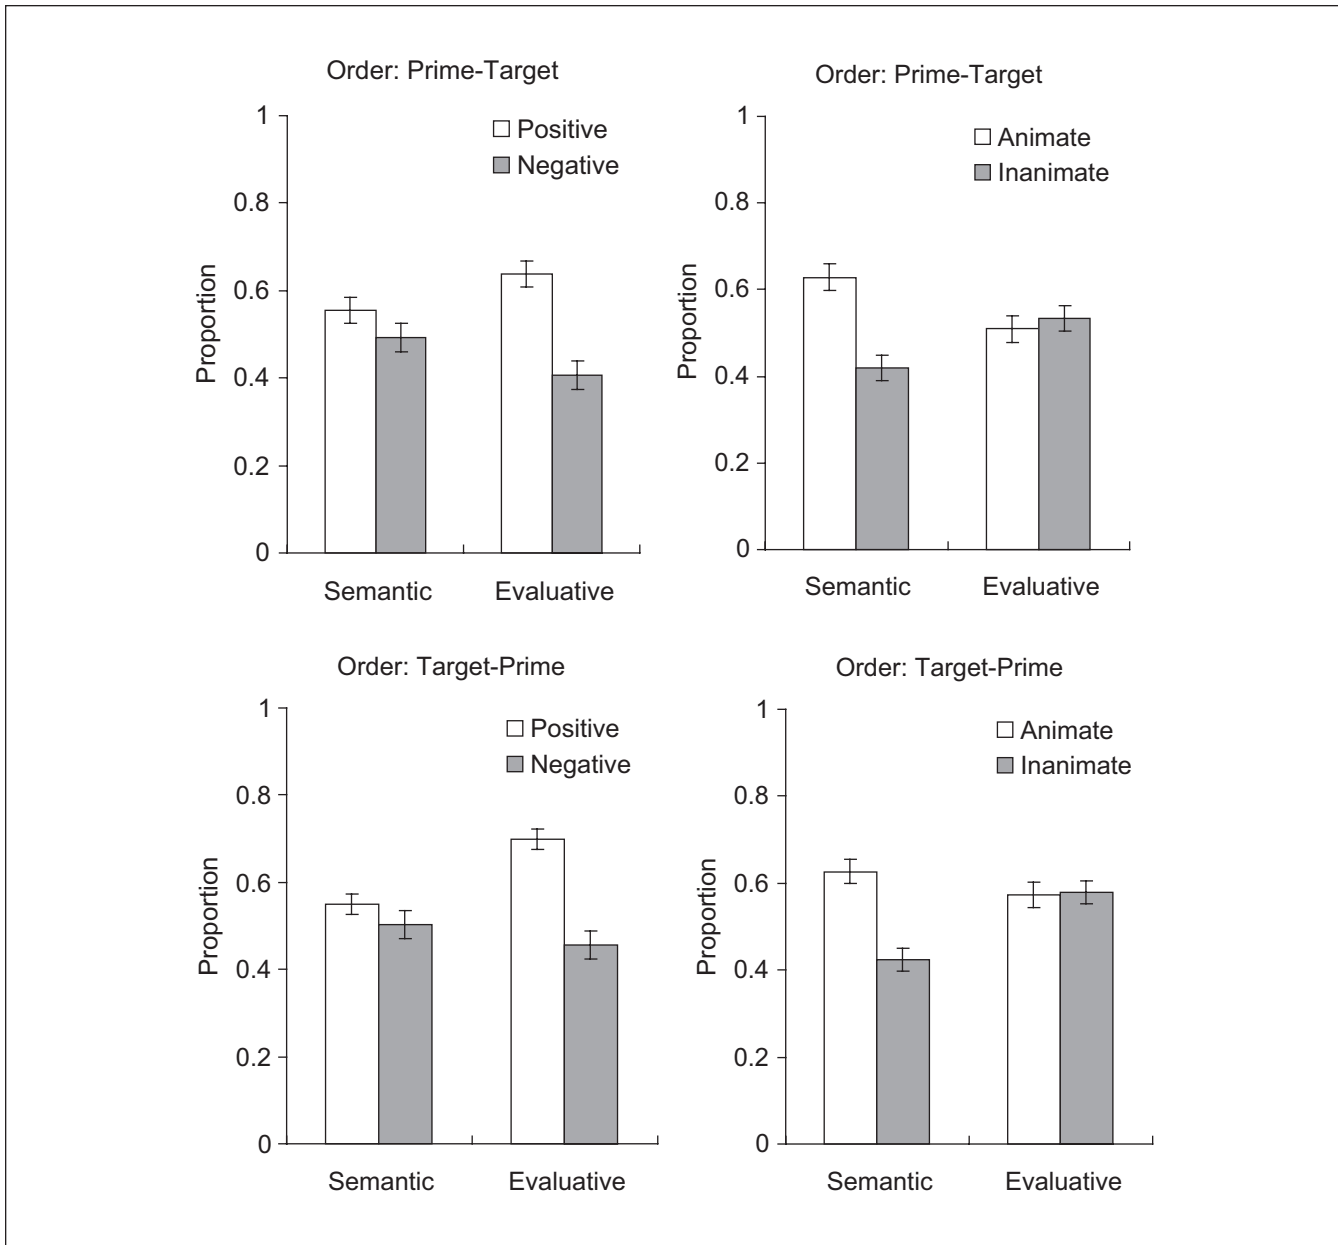 Order: Prime-Target
1
0.8
0.6
0.4
0.2
0
Proportion
Positive
Negative
Semantic Evaluative
Order: Prime-Target
1
0.8
0.6
0.4
0.2
0
Proportion
Animate
Inanimate
Semantic Evaluative
Order: Target-Prime
1
0.8
0.6
0.4
0.2
0
Proportion
Positive
Negative
Semantic Evaluative
Order: Target-Prime
1
0.8
0.6
0.4
0.2
0
Proportion
Animate
Inanimate
Semantic Evaluative